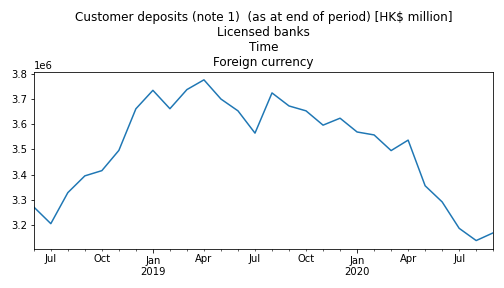 Customer deposits (note 1)  (as at end of period) [HK$ million]
Licensed banks
Time
Foreign currency
1e6
3.8
3.7
3.6
3.5
3.4
3.3
3.2
Jul
Oct
Jan
2019
Apr
Jul
Oct
Jan
2020
Apr
Jul